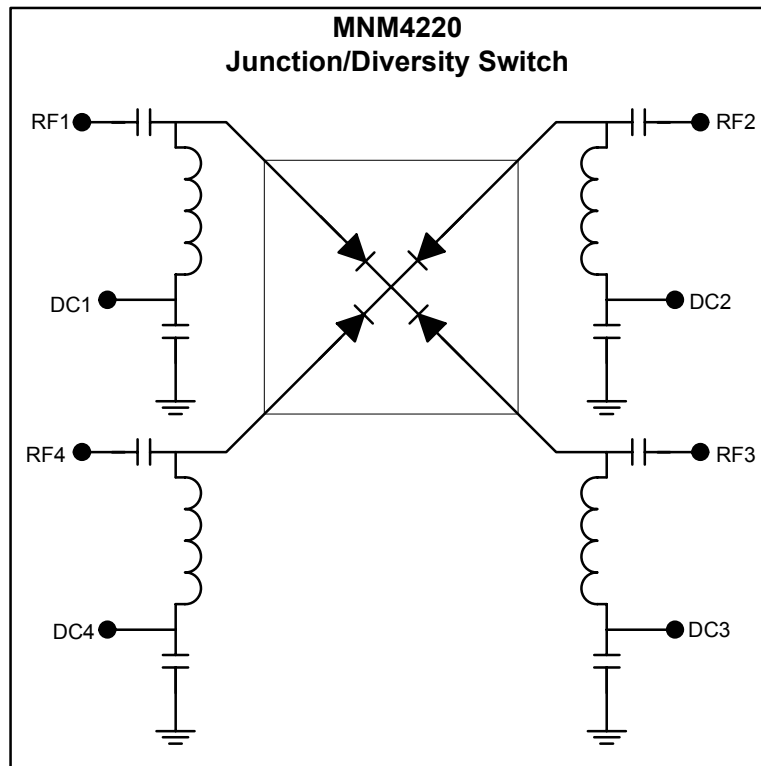 MNM4220
Junction/Diversity Switch
RF1
RF2
DC1
DC2
RF4
RF3
DC4
DC3